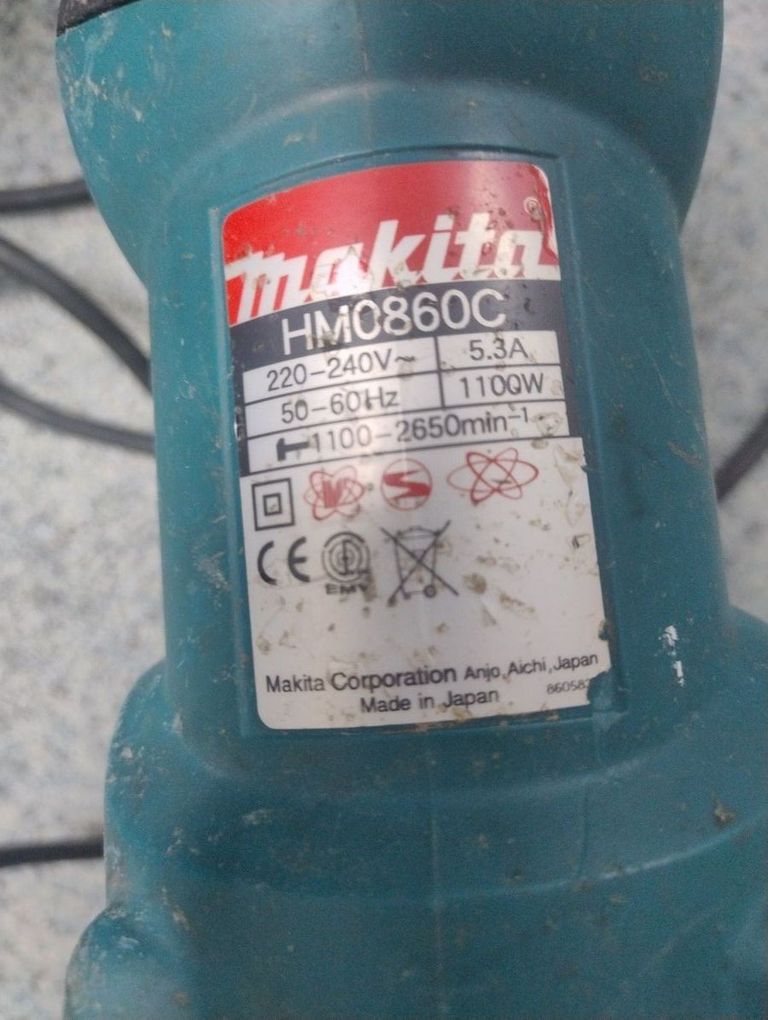 makita®
HM0860C
220-240V~ 5.3A
50-60Hz 1100W
1100-2650min⁻¹
CE
EMV
Makita Corporation Anjo, Aichi, Japan
Made in Japan